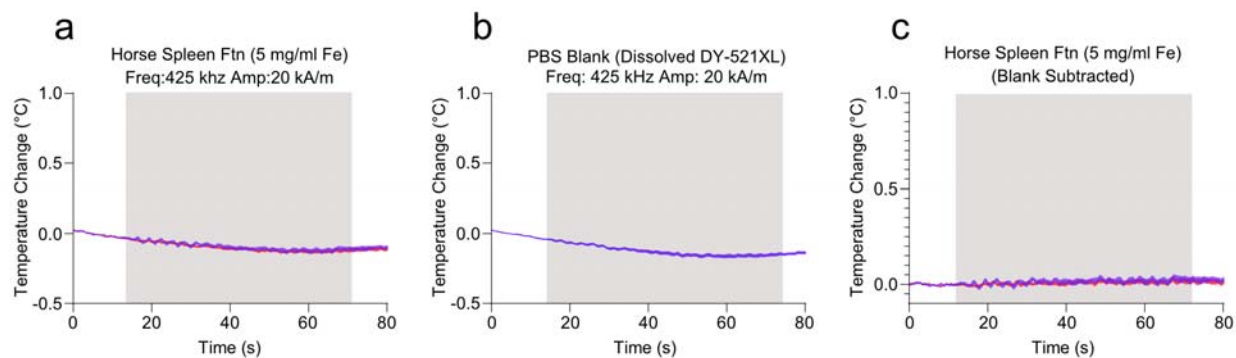 a
Horse Spleen Ftn (5 mg/ml Fe)
Freq:425 khz Amp:20 kA/m
Temperature Change (°C)
1.0
0.5
0.0
-0.5
0
20
40
60
80
Time (s)
b
PBS Blank (Dissolved DY-521XL)
Freq: 425 kHz Amp: 20 kA/m
Temperature Change (°C)
1.0
0.5
0.0
-0.5
0
20
40
60
80
Time (s)
c
Horse Spleen Ftn (5 mg/ml Fe)
(Blank Subtracted)
Temperature Change (°C)
1.0
0.5
0.0
0
20
40
60
80
Time (s)